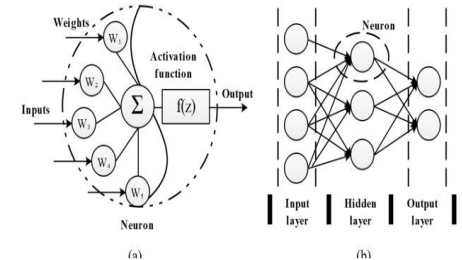 Weights
W₁
W₂
W₃
W₄
W₅
Inputs
Σ
Activation
function
f(z)
Output
Neuron
(a)
Neuron
Input
layer
Hidden
layer
Output
layer
(b)